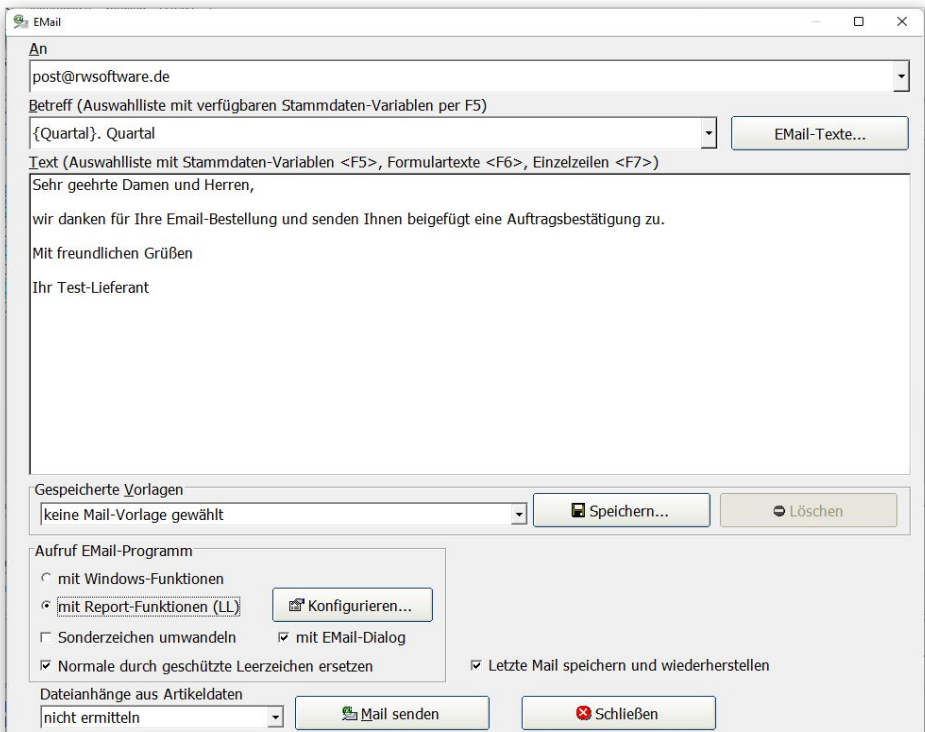 EMail
An
post@rwsoftware.de
Betreff (Auswahlliste mit verfügbaren Stammdaten-Variablen per F5)
{Quartal}. Quartal
EMail-Texte...
Text (Auswahlliste mit Stammdaten-Variablen <F5>, Formulartexte <F6>, Einzelzeilen <F7>)
Sehr geehrte Damen und Herren,
wir danken für Ihre Email-Bestellung und senden Ihnen beigefügt eine Auftragsbestätigung zu.
Mit freundlichen Grüßen
Ihr Test-Lieferant
Gespeicherte Vorlagen
keine Mail-Vorlage gewählt
Speichern...
Löschen
Aufruf EMail-Programm
mit Windows-Funktionen
mit Report-Funktionen (LL)
Konfigurieren...
Sonderzeichen umwandeln
mit EMail-Dialog
Normale durch geschützte Leerzeichen ersetzen
Letzte Mail speichern und wiederherstellen
Dateianhänge aus Artikeldaten
nicht ermitteln
Mail senden
Schließen